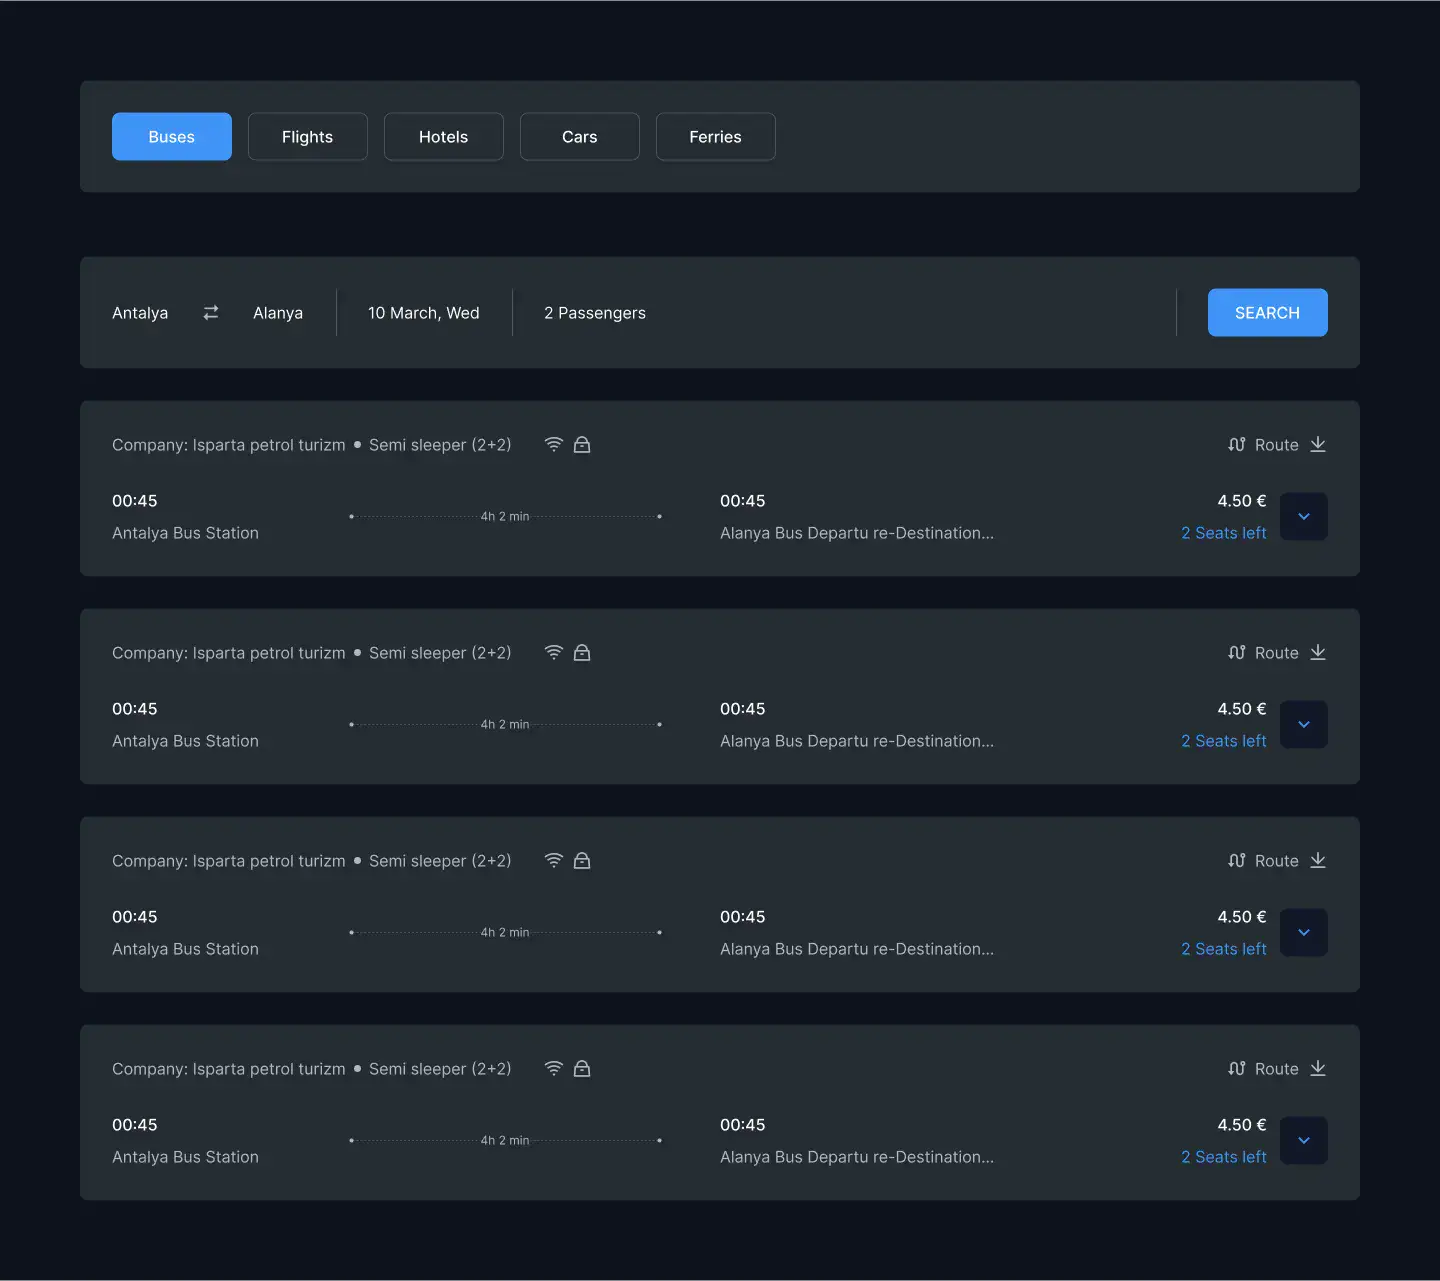 Buses Flights Hotels Cars Ferries
Antalya Alanya 10 March, Wed 2 Passengers SEARCH
Company: Isparta petrol turizm • Semi sleeper (2+2) Route
00:45 4h 2 min 00:45 4.50 €
Antalya Bus Station Alanya Bus Departu re-Destination... 2 Seats left
Company: Isparta petrol turizm • Semi sleeper (2+2) Route
00:45 4h 2 min 00:45 4.50 €
Antalya Bus Station Alanya Bus Departu re-Destination... 2 Seats left
Company: Isparta petrol turizm • Semi sleeper (2+2) Route
00:45 4h 2 min 00:45 4.50 €
Antalya Bus Station Alanya Bus Departu re-Destination... 2 Seats left
Company: Isparta petrol turizm • Semi sleeper (2+2) Route
00:45 4h 2 min 00:45 4.50 €
Antalya Bus Station Alanya Bus Departu re-Destination... 2 Seats left